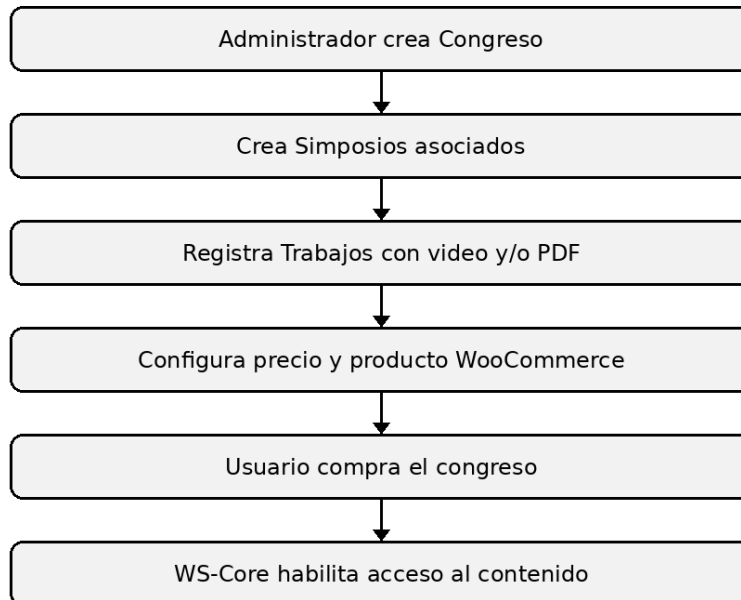 Administrador crea Congreso
Crea Simposios asociados
Registra Trabajos con video y/o PDF
Configura precio y producto WooCommerce
Usuario compra el congreso
WS-Core habilita acceso al contenido